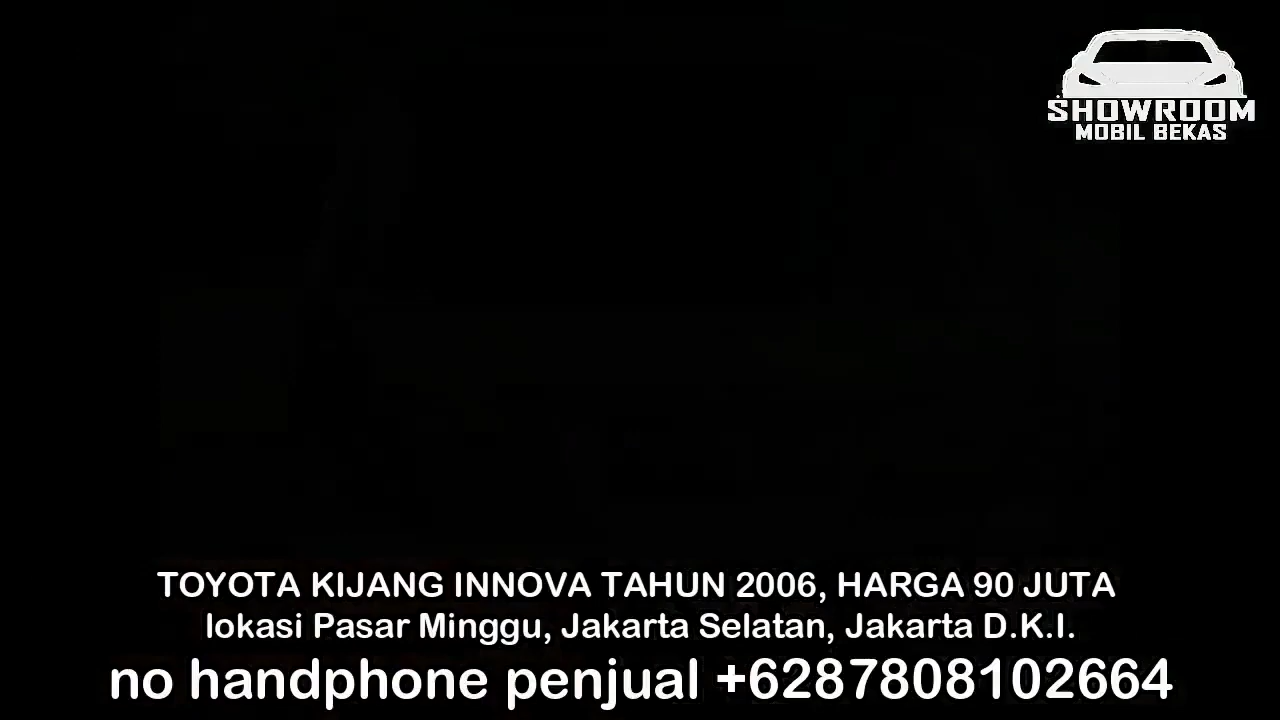 SHOWROOM
MOBIL BEKAS
TOYOTA KIJANG INNOVA TAHUN 2006, HARGA 90 JUTA
lokasi Pasar Minggu, Jakarta Selatan, Jakarta D.K.I.
no handphone penjual +6287808102664